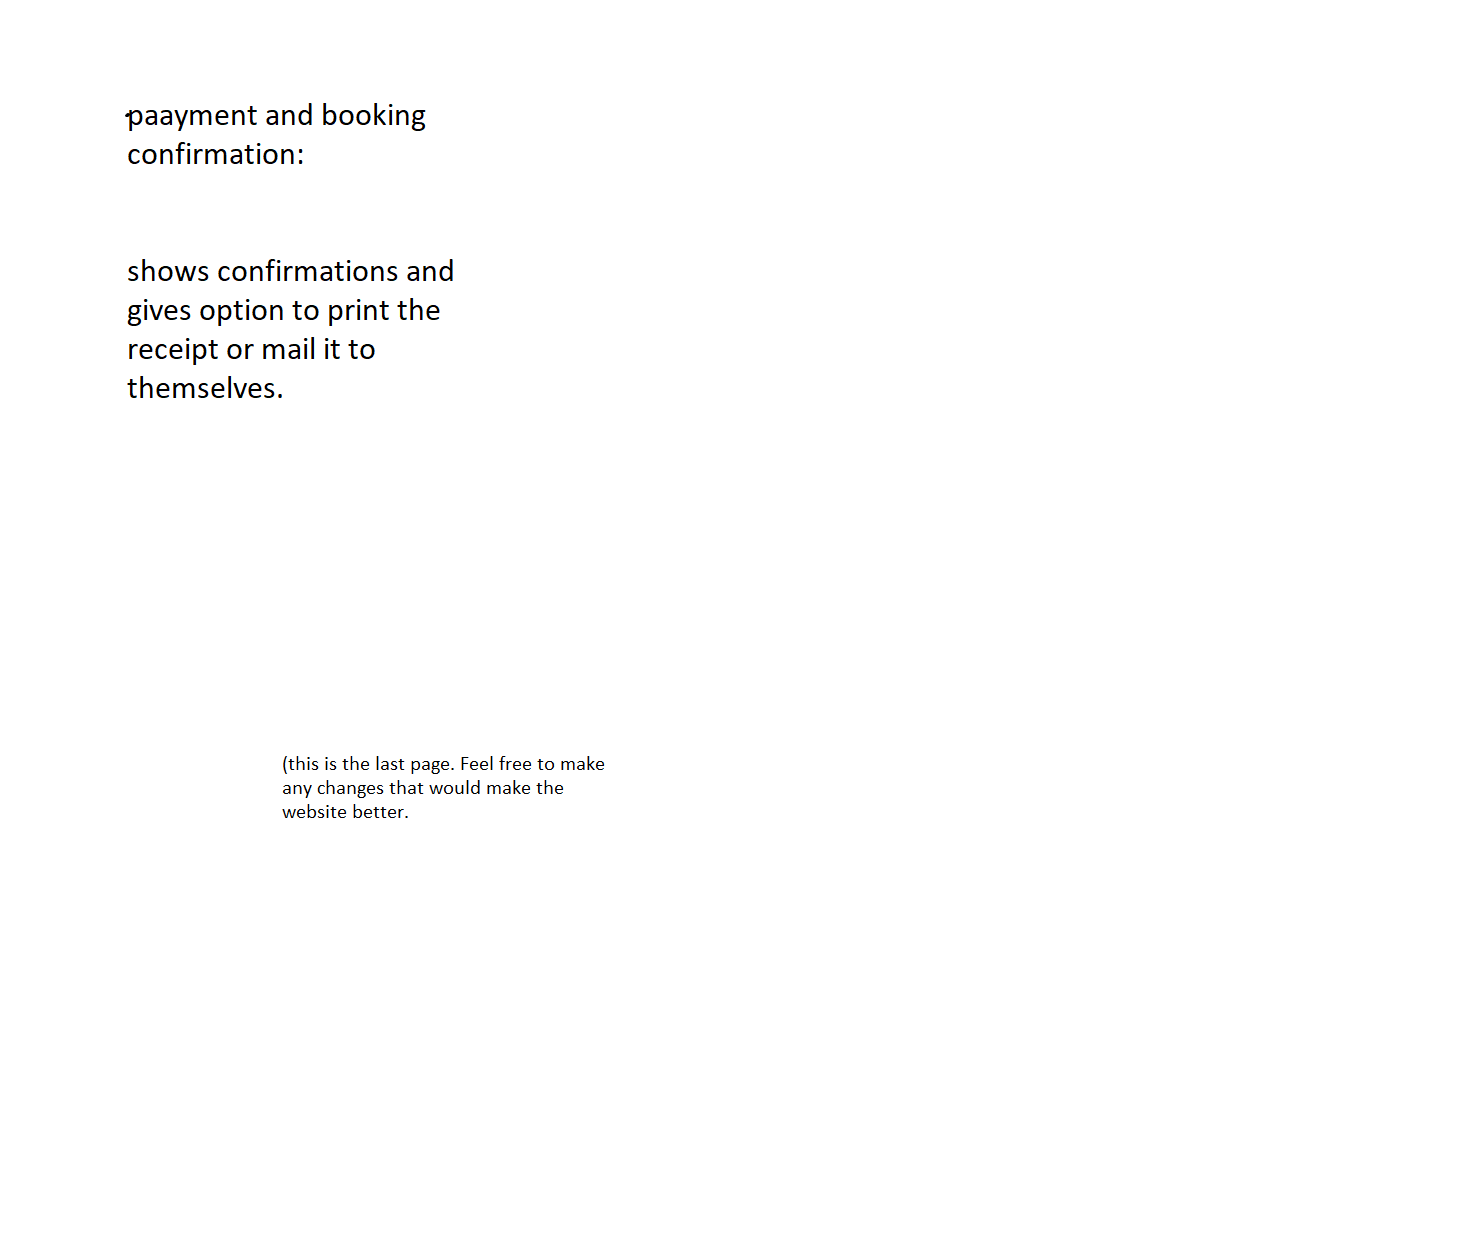 paayment and booking
confirmation:
shows confirmations and
gives option to print the
receipt or mail it to
themselves.
(this is the last page. Feel free to make
any changes that would make the
website better.